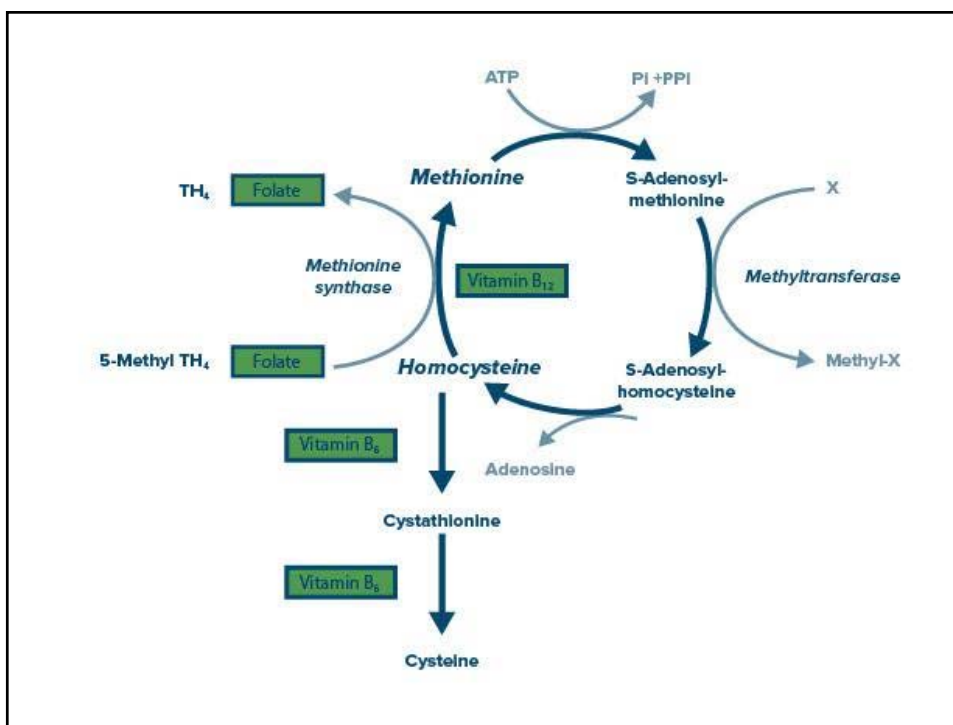 ATP
Pi +PPi
Methionine
S-Adenosyl-
methionine
TH₄
Folate
X
Methionine
synthase
Vitamin B₁₂
Methyltransferase
5-Methyl TH₄
Folate
Homocysteine
S-Adenosyl-
homocysteine
Methyl-X
Vitamin B₆
Adenosine
Cystathionine
Vitamin B₆
Cysteine